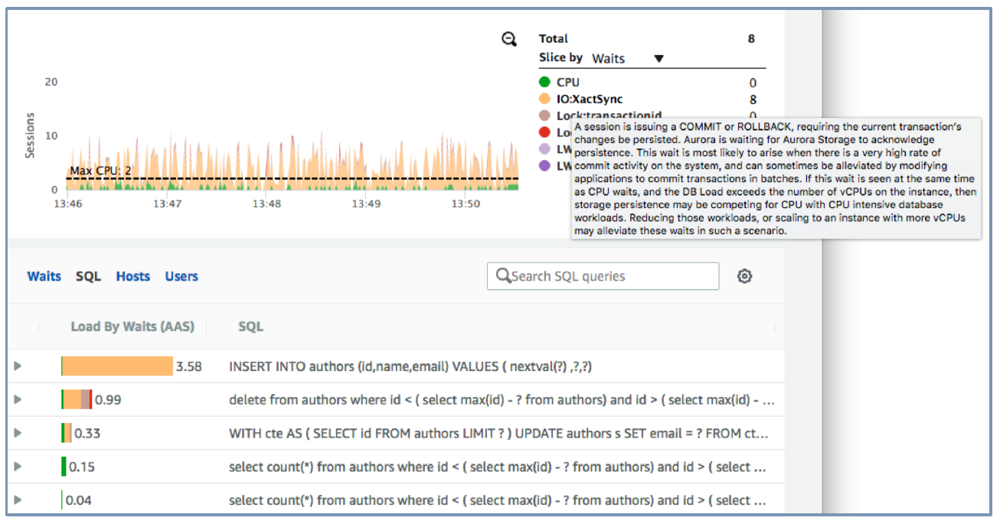 Total 8
Slice by Waits ▼
20
CPU 0
IO:XactSync 8
Lock:transactionid 0
Lo
LW
LW
A session is issuing a COMMIT or ROLLBACK, requiring the current transaction's
changes be persisted. Aurora is waiting for Aurora Storage to acknowledge
persistence. This wait is most likely to arise when there is a very high rate of
commit activity on the system, and can sometimes be alleviated by modifying
applications to commit transactions in batches. If this wait is seen at the same time
as CPU waits, and the DB Load exceeds the number of vCPUs on the instance, then
storage persistence may be competing for CPU with CPU intensive database
workloads. Reducing those workloads, or scaling to an instance with more vCPUs
may alleviate these waits in such a scenario.
Sessions
10
Max CPU: 2
0
13:46 13:47 13:48 13:49 13:50
Waits SQL Hosts Users
Search SQL queries
Load By Waits (AAS) SQL
3.58 INSERT INTO authors (id,name,email) VALUES ( nextval(?) ,?,?)
0.99 delete from authors where id < ( select max(id) - ? from authors) and id > ( select max(id) - ...
0.33 WITH cte AS ( SELECT id FROM authors LIMIT ? ) UPDATE authors s SET email = ? FROM ct...
0.15 select count(*) from authors where id < ( select max(id) - ? from authors) and id > ( select ...
0.04 select count(*) from authors where id < ( select max(id) - ? from authors) and id > ( select ...